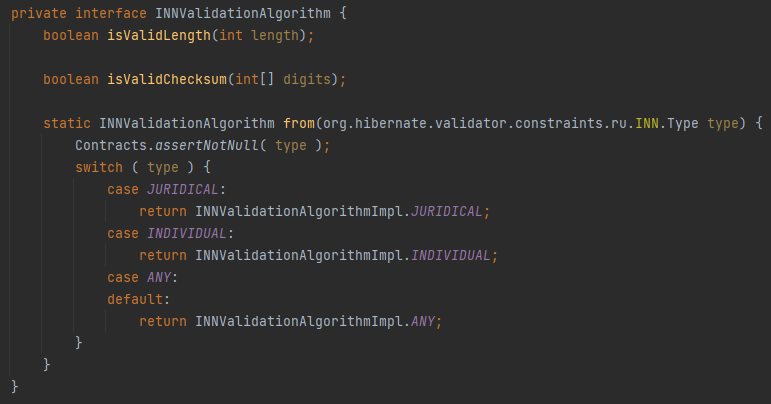 private interface INNValidationAlgorithm {
    boolean isValidLength(int length);

    boolean isValidChecksum(int[] digits);

    static INNValidationAlgorithm from(org.hibernate.validator.constraints.ru.INN.Type type) {
        Contracts.assertNotNull( type );
        switch ( type ) {
            case JURIDICAL:
                return INNValidationAlgorithmImpl.JURIDICAL;
            case INDIVIDUAL:
                return INNValidationAlgorithmImpl.INDIVIDUAL;
            case ANY:
            default:
                return INNValidationAlgorithmImpl.ANY;
        }
    }
}